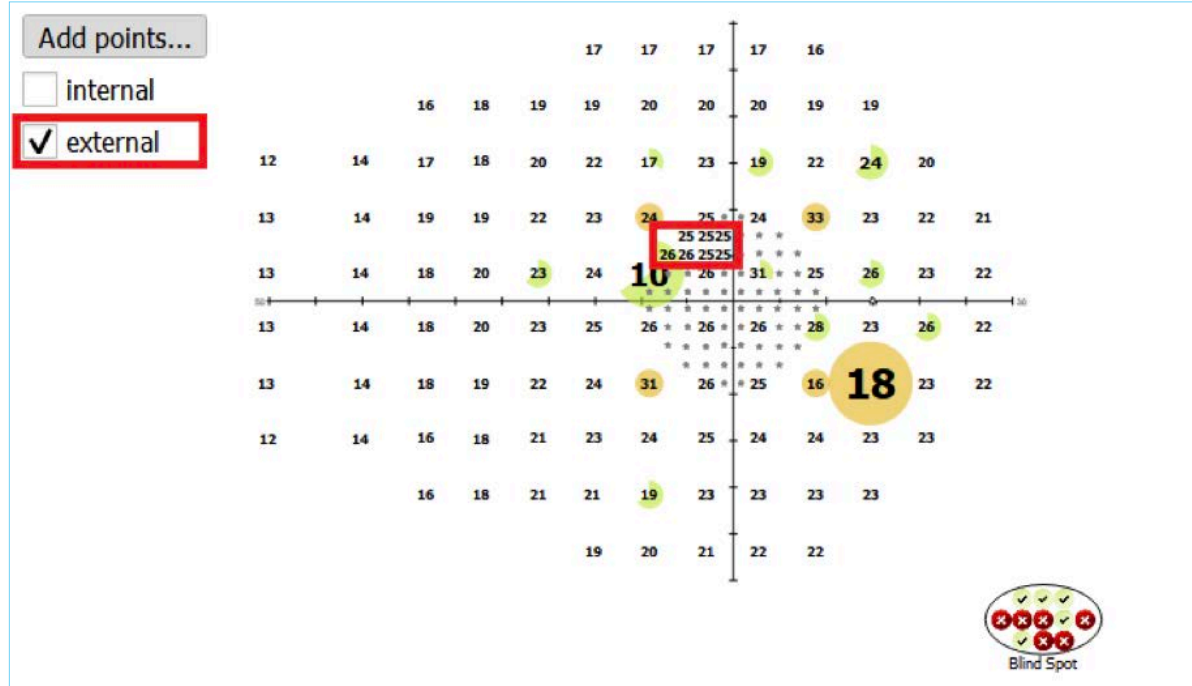 Add points...
internal
external
17 17 17 17 16
16 18 19 19 20 20 20 19 19
12 14 17 18 20 22 17 23 19 22 24 20
13 14 19 19 22 23 24 25 24 33 23 22 21
25 25 25
26 26 25 25
13 14 18 20 23 24 10 26 31 25 26 23 22
13 14 18 20 23 25 26 26 26 28 23 26 22
13 14 18 19 22 24 31 26 25 16 18 23 22
12 14 16 18 21 23 24 25 24 24 23 23
16 18 21 21 19 23 23 23 23
19 20 21 22 22
Blind Spot